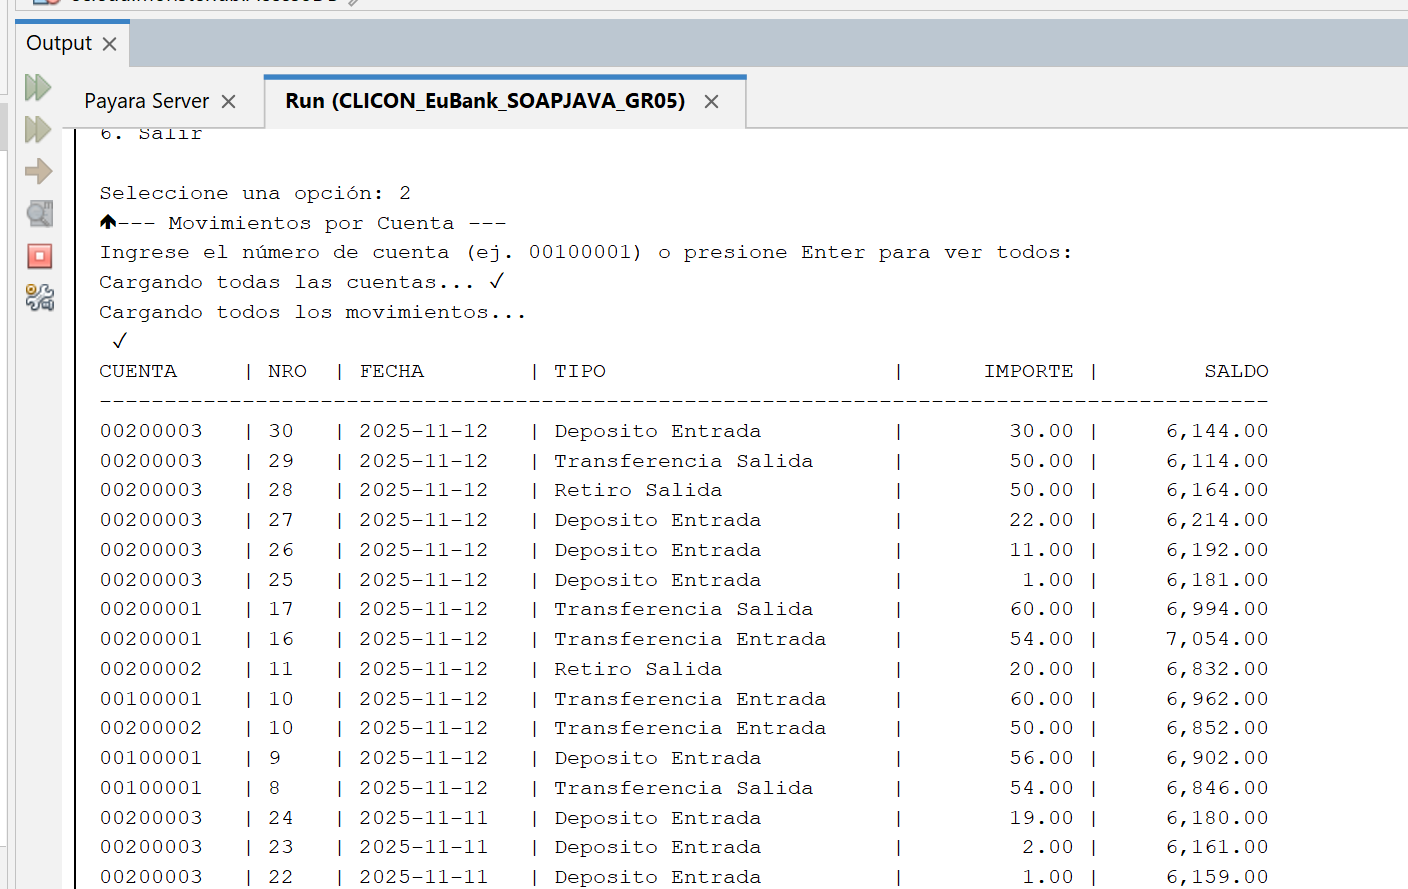 Output
Payara Server
Run (CLICON_EuBank_SOAPJAVA_GR05)
6. Salir
Seleccione una opción: 2
--- Movimientos por Cuenta ---
Ingrese el número de cuenta (ej. 00100001) o presione Enter para ver todos:
Cargando todas las cuentas... ✓
Cargando todos los movimientos...
✓
CUENTA | NRO | FECHA | TIPO | IMPORTE | SALDO
------------------------------------------------------------------------------------------
00200003 | 30 | 2025-11-12 | Deposito Entrada | 30.00 | 6,144.00
00200003 | 29 | 2025-11-12 | Transferencia Salida | 50.00 | 6,114.00
00200003 | 28 | 2025-11-12 | Retiro Salida | 50.00 | 6,164.00
00200003 | 27 | 2025-11-12 | Deposito Entrada | 22.00 | 6,214.00
00200003 | 26 | 2025-11-12 | Deposito Entrada | 11.00 | 6,192.00
00200003 | 25 | 2025-11-12 | Deposito Entrada | 1.00 | 6,181.00
00200001 | 17 | 2025-11-12 | Transferencia Salida | 60.00 | 6,994.00
00200001 | 16 | 2025-11-12 | Transferencia Entrada | 54.00 | 7,054.00
00200002 | 11 | 2025-11-12 | Retiro Salida | 20.00 | 6,832.00
00100001 | 10 | 2025-11-12 | Transferencia Entrada | 60.00 | 6,962.00
00200002 | 10 | 2025-11-12 | Transferencia Entrada | 50.00 | 6,852.00
00100001 | 9 | 2025-11-12 | Deposito Entrada | 56.00 | 6,902.00
00100001 | 8 | 2025-11-12 | Transferencia Salida | 54.00 | 6,846.00
00200003 | 24 | 2025-11-11 | Deposito Entrada | 19.00 | 6,180.00
00200003 | 23 | 2025-11-11 | Deposito Entrada | 2.00 | 6,161.00
00200003 | 22 | 2025-11-11 | Deposito Entrada | 1.00 | 6,159.00